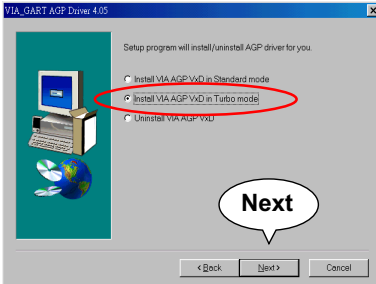 VIA_GART AGP Driver 4.05
Setup program will install/uninstall AGP driver for you.
Install VIA AGP VxD in Standard mode
Install VIA AGP VxD in Turbo mode
Uninstall VIA AGP VxD
Next
< Back
Next >
Cancel